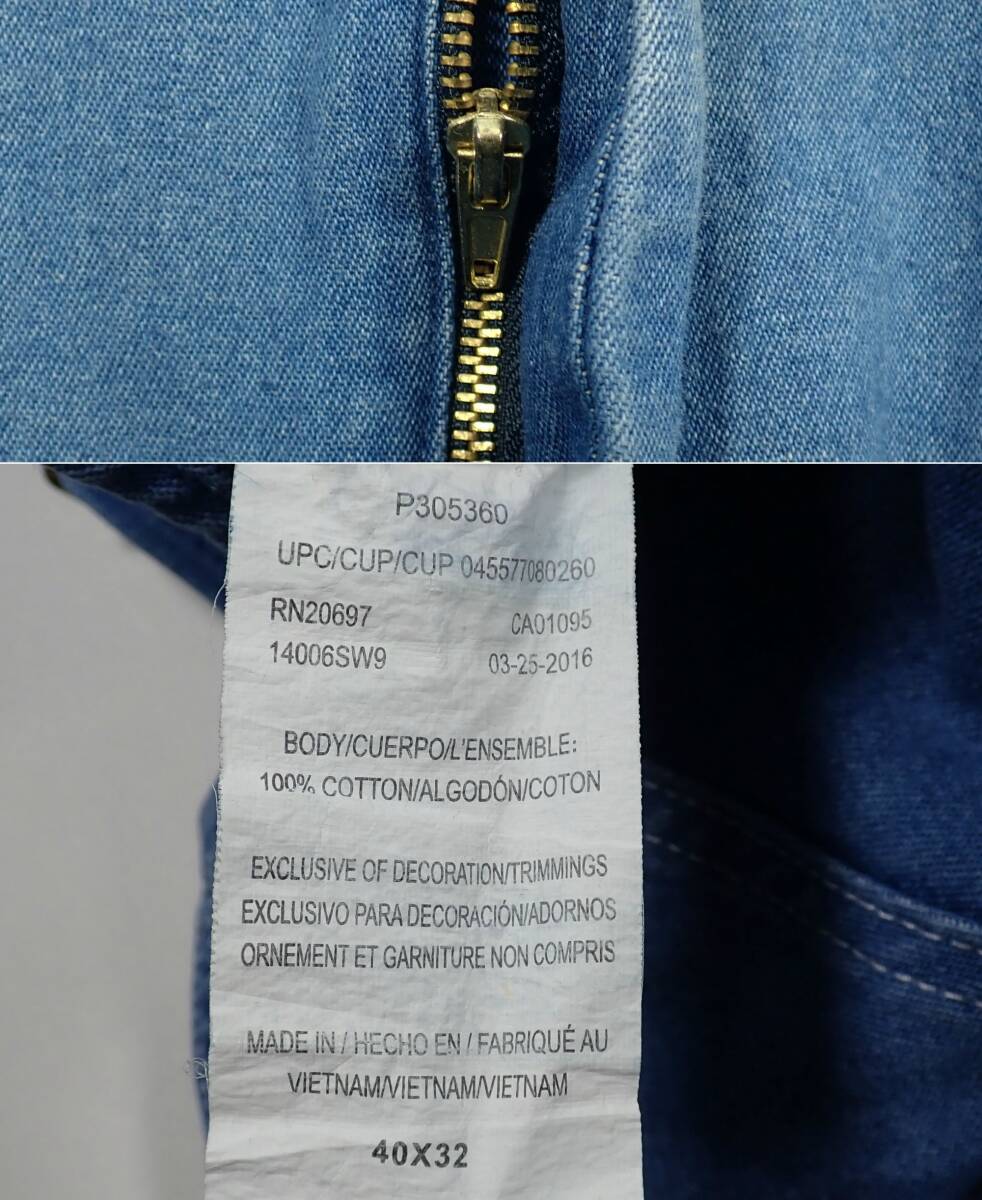 P305360
UPC/CUP/CUP 045577080260
RN20697 CA01095
14006SW9 03-25-2016
BODY/CUERPO/L'ENSEMBLE:
100% COTTON/ALGODÓN/COTON
EXCLUSIVE OF DECORATION/TRIMMINGS
EXCLUSIVO PARA DECORACIÓN/ADORNOS
ORNEMENT ET GARNITURE NON COMPRIS
MADE IN / HECHO EN / FABRIQUÉ AU
VIETNAM/VIETNAM/VIETNAM
40X32